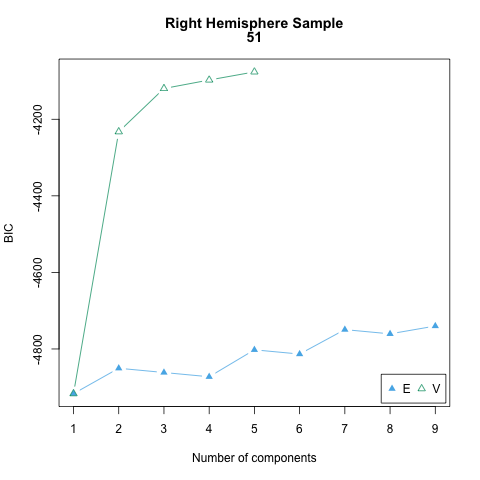 Right Hemisphere Sample
51
-4200
-4400
-4600
-4800
BIC
E V
1 2 3 4 5 6 7 8 9
Number of components